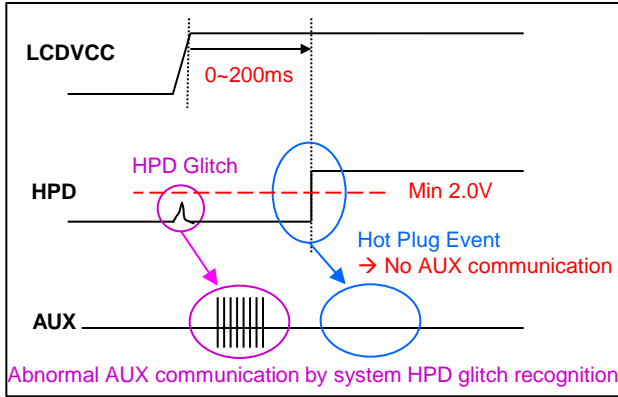 LCDVCC
0~200ms
HPD Glitch
HPD
Min 2.0V
Hot Plug Event
→ No AUX communication
AUX
Abnormal AUX communication by system HPD glitch recognition